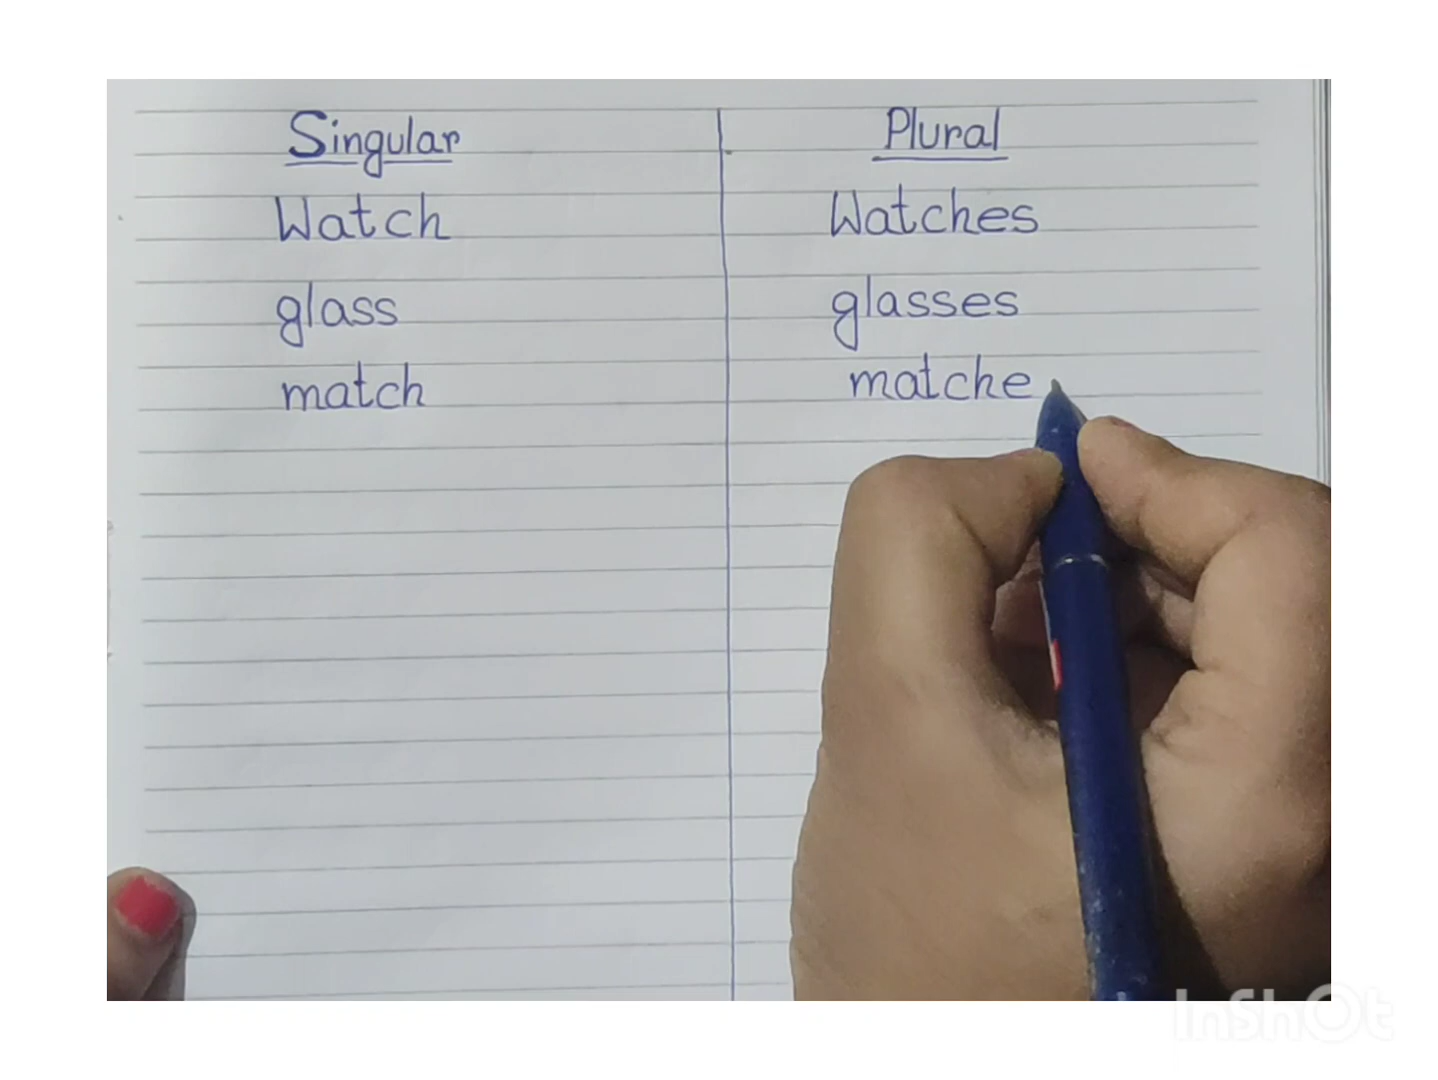 Singular Plural
Watch Watches
glass glasses
match matche
InShOt